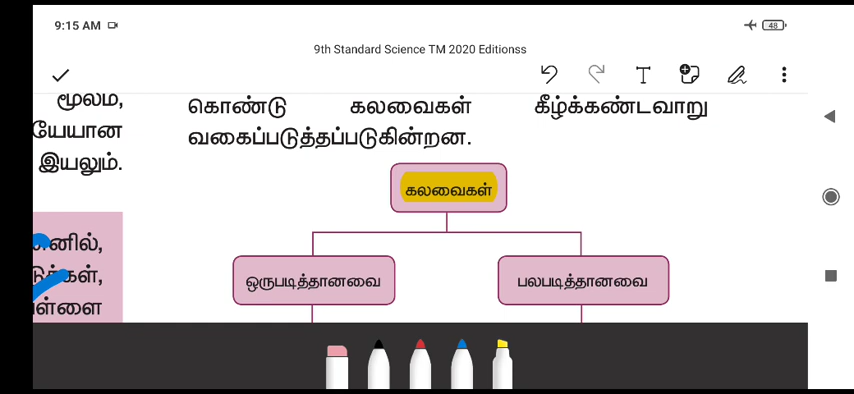 9:15 AM
48
9th Standard Science TM 2020 Editionss
மூலம்,
யேயான
இயலும்.
கொண்டு கலவைகள் கீழ்க்கண்டவாறு
வகைப்படுத்தப்படுகின்றன.
கலவைகள்
ஒருபடித்தானவை பலபடித்தானவை